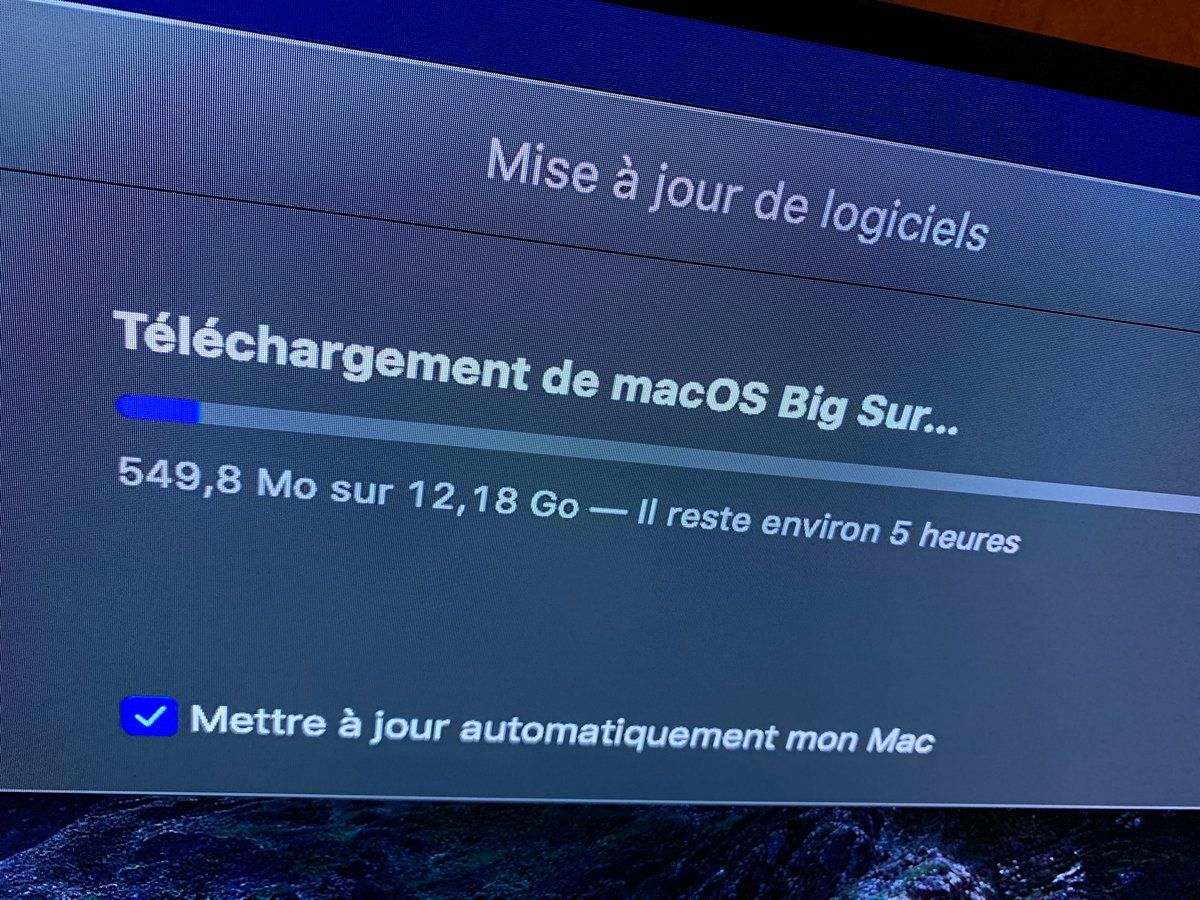 Mise à jour de logiciels
Téléchargement de macOS Big Sur...
549,8 Mo sur 12,18 Go — Il reste environ 5 heures
Mettre à jour automatiquement mon Mac